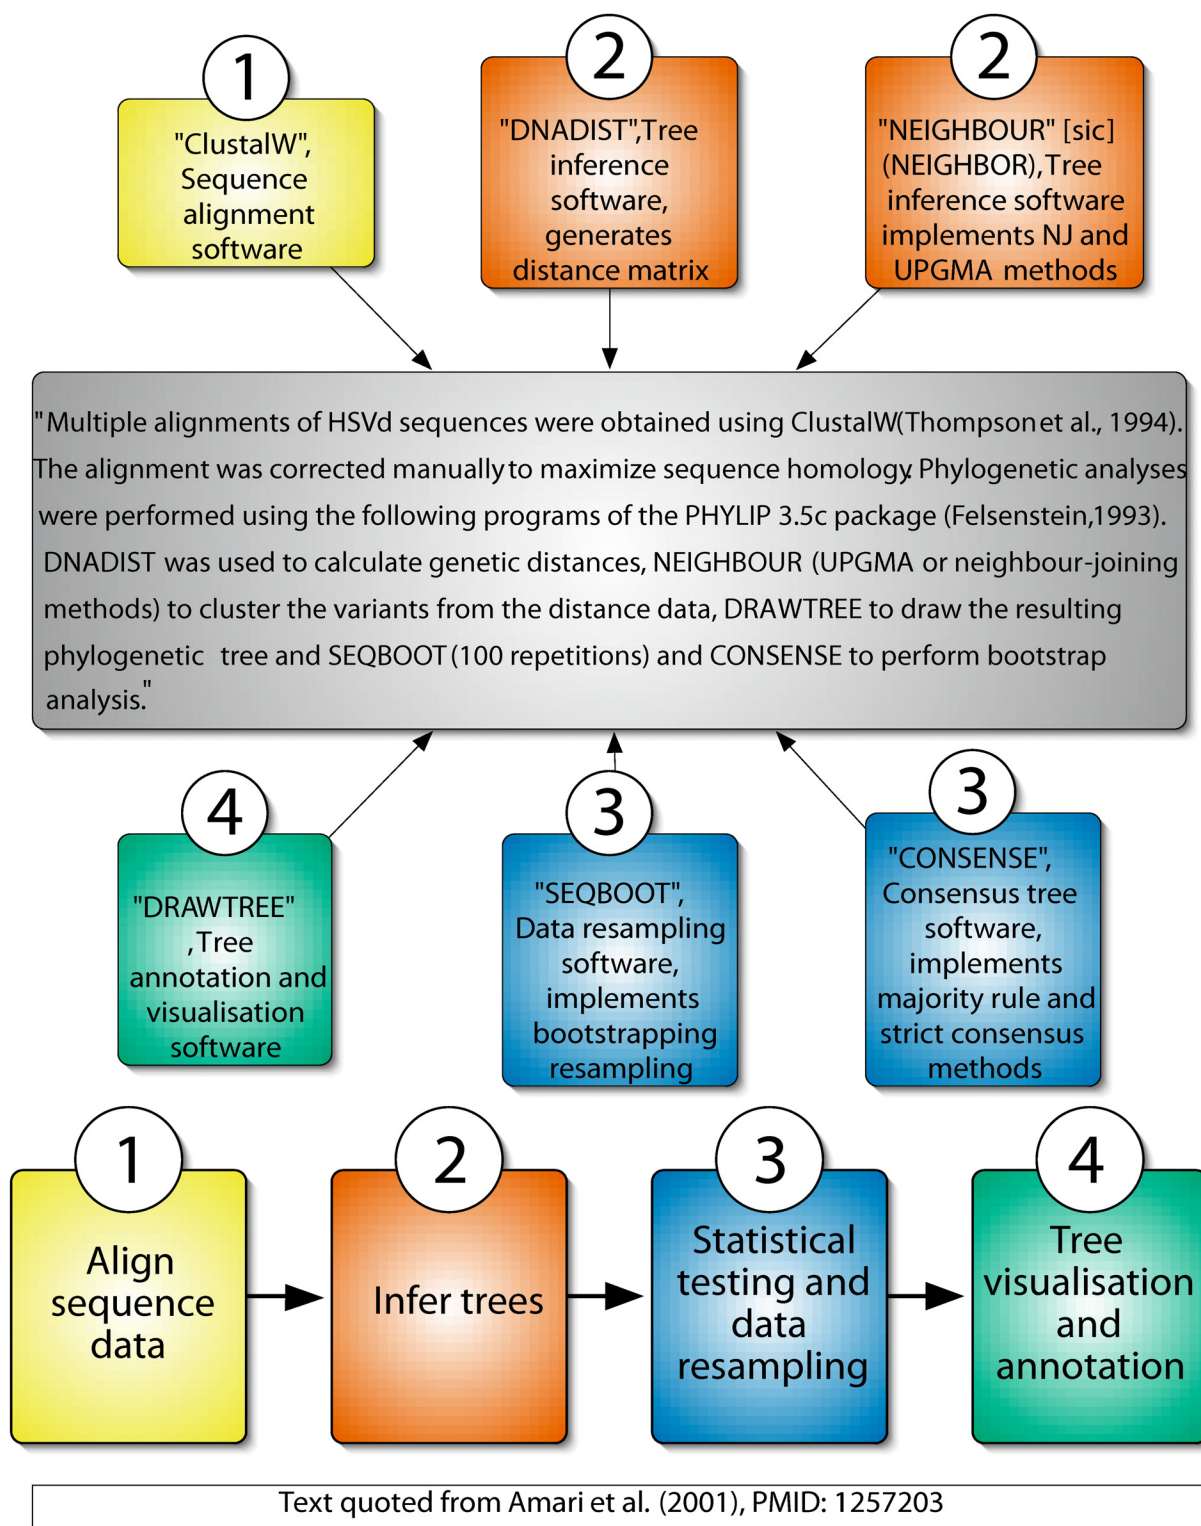 1
"ClustalW",
Sequence
alignment
software
2
"DNADIST",Tree
inference
software,
generates
distance matrix
2
"NEIGHBOUR" [sic]
(NEIGHBOR),Tree
inference software
implements NJ and
UPGMA methods
"Multiple alignments of HSVd sequences were obtained using ClustalW(Thompson et al., 1994).
The alignment was corrected manually to maximize sequence homology. Phylogenetic analyses
were performed using the following programs of the PHYLIP 3.5c package (Felsenstein,1993).
DNADIST was used to calculate genetic distances, NEIGHBOUR (UPGMA or neighbour-joining
methods) to cluster the variants from the distance data, DRAWTREE to draw the resulting
phylogenetic tree and SEQBOOT (100 repetitions) and CONSENSE to perform bootstrap
analysis."
4
"DRAWTREE"
,Tree
annotation and
visualisation
software
3
"SEQBOOT",
Data resampling
software,
implements
bootstrapping
resampling
3
"CONSENSE",
Consensus tree
software,
implements
majority rule and
strict consensus
methods
1
Align
sequence
data
2
Infer trees
3
Statistical
testing and
data
resampling
4
Tree
visualisation
and
annotation
Text quoted from Amari et al. (2001), PMID: 1257203